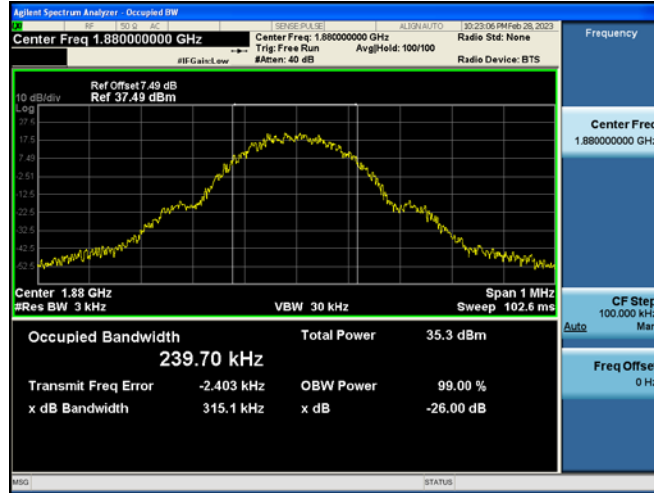 Agilent Spectrum Analyzer - Occupied BW
RF 50 Ω AC SENSE:PULSE ALIGN AUTO 10:23:06 PM Feb 28, 2023
Center Freq 1.880000000 GHz Center Freq: 1.880000000 GHz Radio Std: None
Trig: Free Run Avg|Hold: 100/100
#IFGain:Low #Atten: 40 dB Radio Device: BTS
Ref Offset 7.49 dB
10 dB/div Ref 37.49 dBm
Log
27.5
17.5
7.49
-2.51
-12.5
-22.5
-32.5
-42.5
-52.5
Center 1.88 GHz Span 1 MHz
#Res BW 3 kHz VBW 30 kHz Sweep 102.6 ms
Occupied Bandwidth Total Power 35.3 dBm
239.70 kHz
Transmit Freq Error -2.403 kHz OBW Power 99.00 %
x dB Bandwidth 315.1 kHz x dB -26.00 dB
MSG STATUS
Frequency
Center Freq
1.880000000 GHz
CF Step
100.000 kHz
Auto Man
Freq Offset
0 Hz